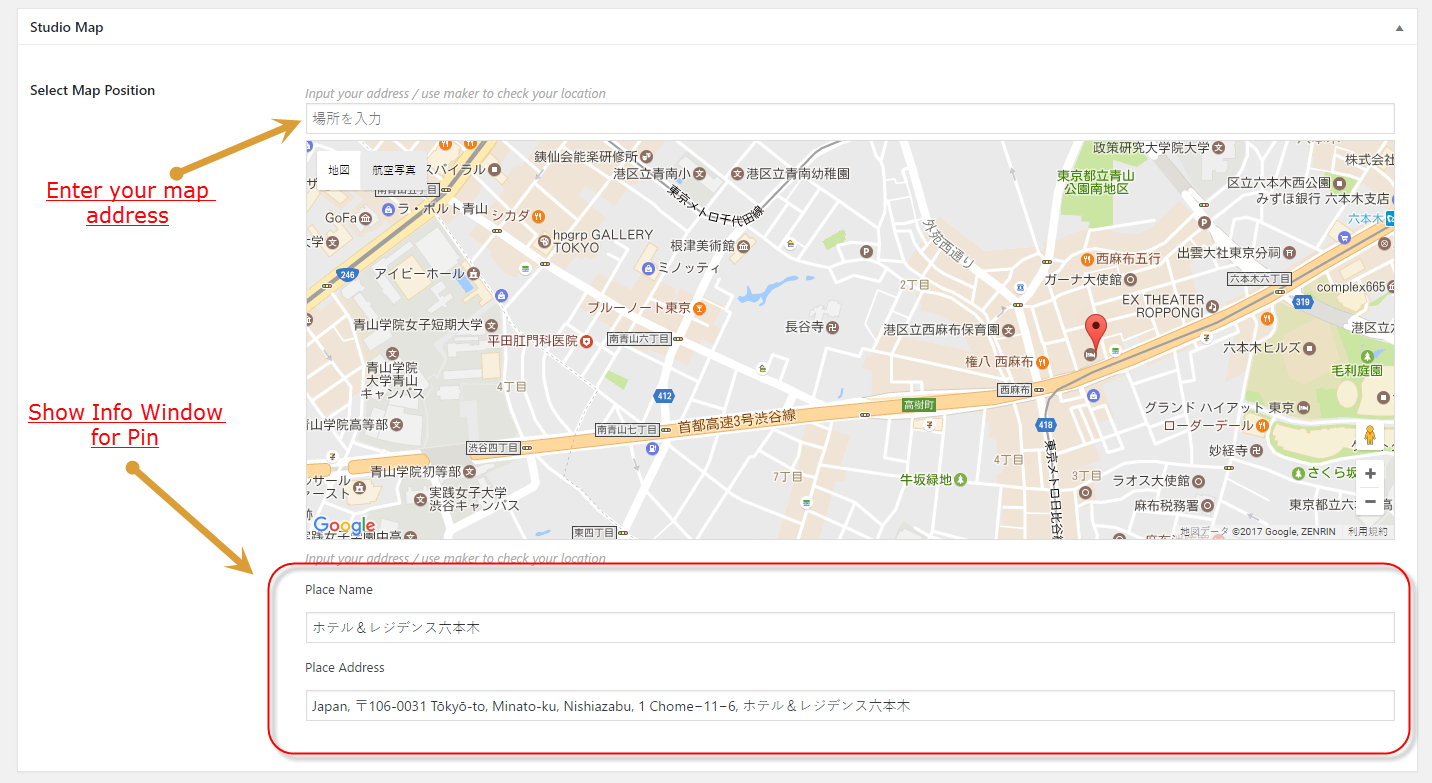 Studio Map
Select Map Position
Input your address / use maker to check your location
場所を入力
Enter your map
address
地図
航空写真
スパイラル
銕仙会能楽研修所
港区立青南小
港区立青南幼稚園
政策研究大学院大学
株式会社
東京都立青山
公園南地区
区立六本木西公園
みずほ銀行 六本木支店
六本木
南青山五丁目
GoFa
ラ・ポルト青山
シカダ
東京メトロ千代田線
hpgrp GALLERY
TOKYO
根津美術館
ミノッティ
外苑西通り
西麻布五行
出雲大社東京分祠
アイビーホール
246
ガーナ大使館
六本木六丁目
2丁目
complex665
EX THEATER
ROPPONGI
319
ブルーノート東京
青山学院女子短期大学
平田肛門科医院
南青山六丁目
長谷寺
港区立西麻布保育園
港区立六
六本木ヒルズ
青山学院
大学青山
キャンパス
権八 西麻布
毛利庭園
4丁目
412
西麻布
高樹町
グランド ハイアット 東京
ローダーデール
首都高速3号渋谷線
南青山七丁目
418
青山学院高等部
渋谷四丁目
妙経寺
青山学院初等部
7丁目
4丁目
3丁目
牛坂緑地
ラオス大使館
さくら坂
実践女子大学
渋谷キャンパス
東京メトロ日比谷線
麻布税務署
東京都立六本
Google
東四丁目
地図データ ©2017 Google, ZENRIN
利用規約
Show Info Window
for Pin
Input your address / use maker to check your location
Place Name
ホテル＆レジデンス六本木
Place Address
Japan, 〒106-0031 Tōkyō-to, Minato-ku, Nishiazabu, 1 Chome−11−6, ホテル＆レジデンス六本木